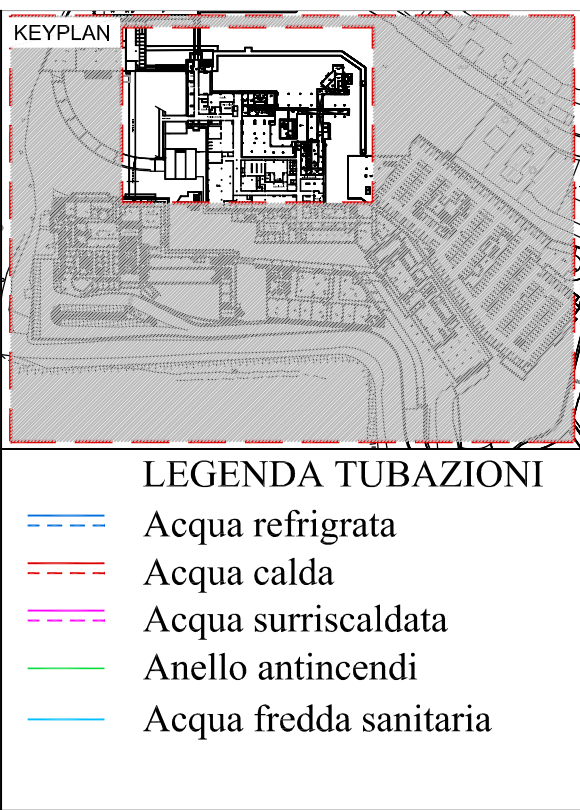 KEYPLAN
LEGENDA TUBAZIONI
Acqua refrigrata
Acqua calda
Acqua surriscaldata
Anello antincendi
Acqua fredda sanitaria